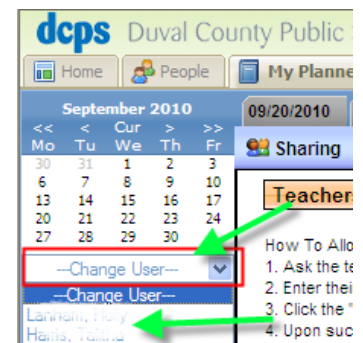 dcps Duval County Public
Home People My Planne
September 2010
<< < Cur > >>
Mo Tu We Th Fr
30 31 1 2 3
6 7 8 9 10
13 14 15 16 17
20 21 22 23 24
27 28 29 30
---Change User---
---Change User---
Lanham,
Harris,
09/20/2010
Sharing
Teachers
How To Allo
1. Ask the te
2. Enter thei
3. Click the "
4. Upon suc